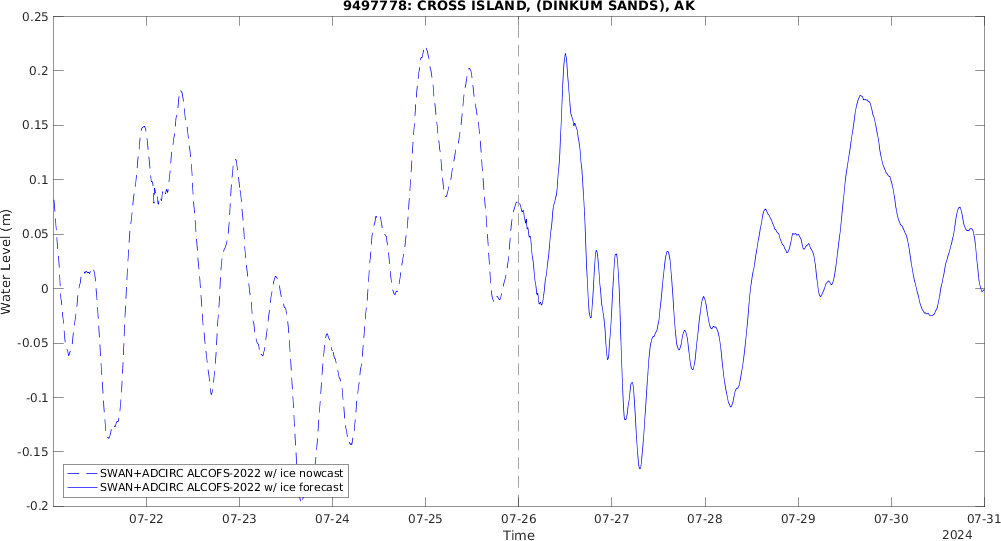 9497778: CROSS ISLAND, (DINKUM SANDS), AK
0.25
0.2
0.15
0.1
0.05
0
-0.05
-0.1
-0.15
-0.2
Water Level (m)
SWAN+ADCIRC ALCOFS-2022 w/ ice nowcast
SWAN+ADCIRC ALCOFS-2022 w/ ice forecast
07-22 07-23 07-24 07-25 07-26 07-27 07-28 07-29 07-30 07-31
Time
2024